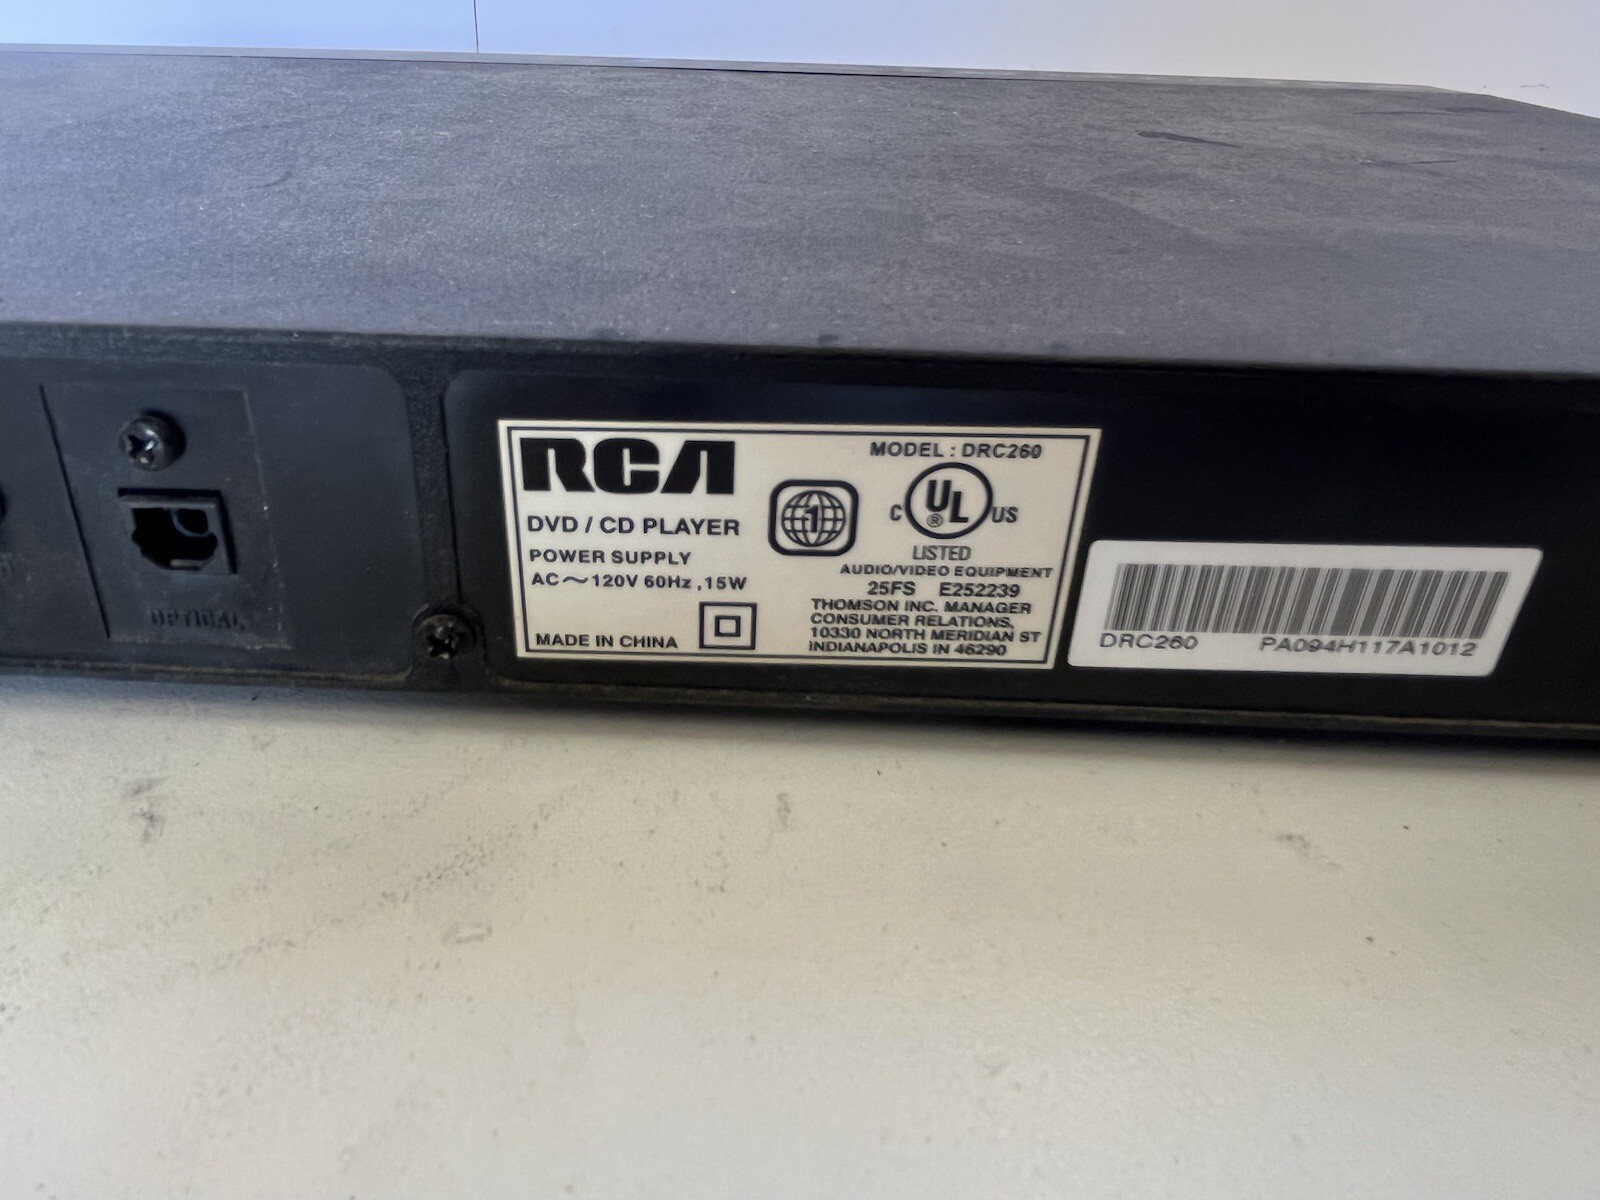 OPTICAL
RCA
DVD / CD PLAYER
POWER SUPPLY
AC～120V 60Hz ,15W
MADE IN CHINA
1
MODEL : DRC260
C UL® US
LISTED
AUDIO/VIDEO EQUIPMENT
25FS E252239
THOMSON INC. MANAGER
CONSUMER RELATIONS,
10330 NORTH MERIDIAN ST
INDIANAPOLIS IN 46290
DRC260 PA094H117A1012